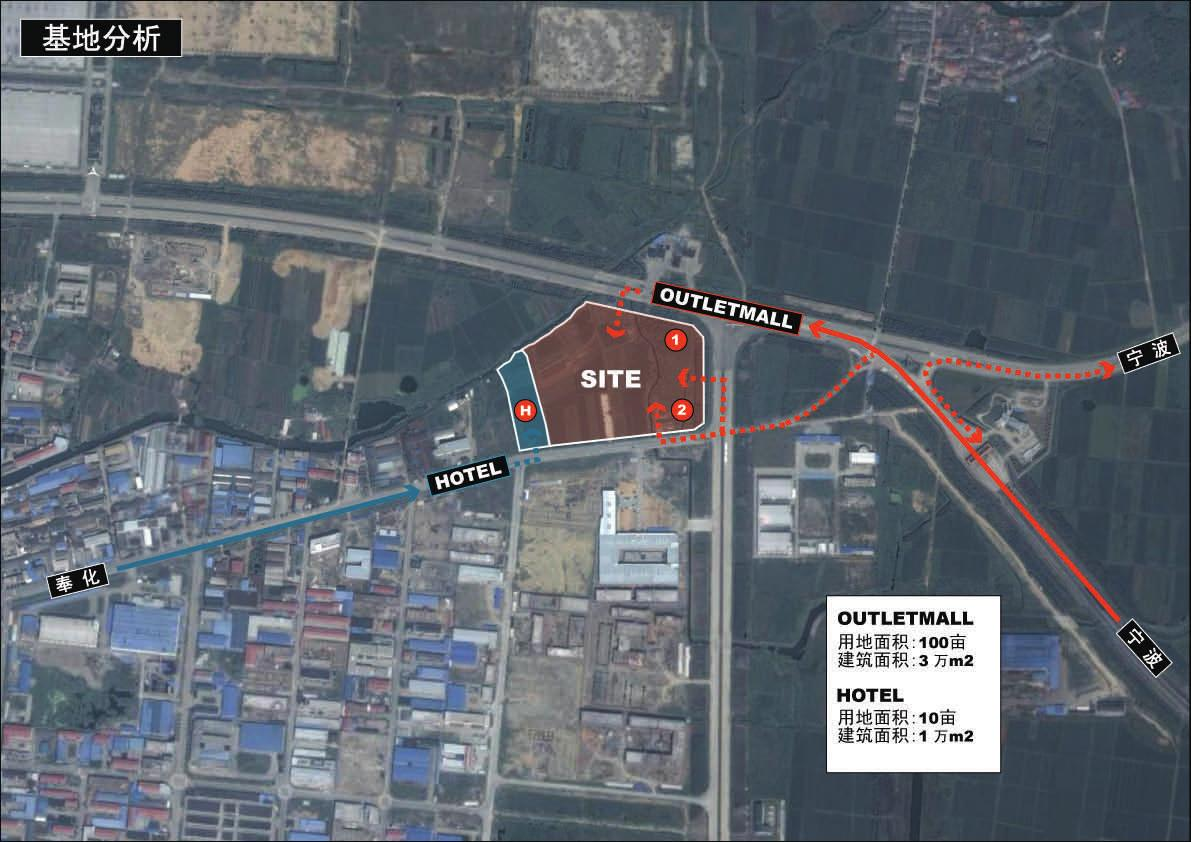 基地分析
OUTLETMALL
宁波
1
SITE
2
H
HOTEL
奉化
宁波
OUTLETMALL
用地面积:100亩
建筑面积:3 万m2
HOTEL
用地面积:10亩
建筑面积:1 万m2